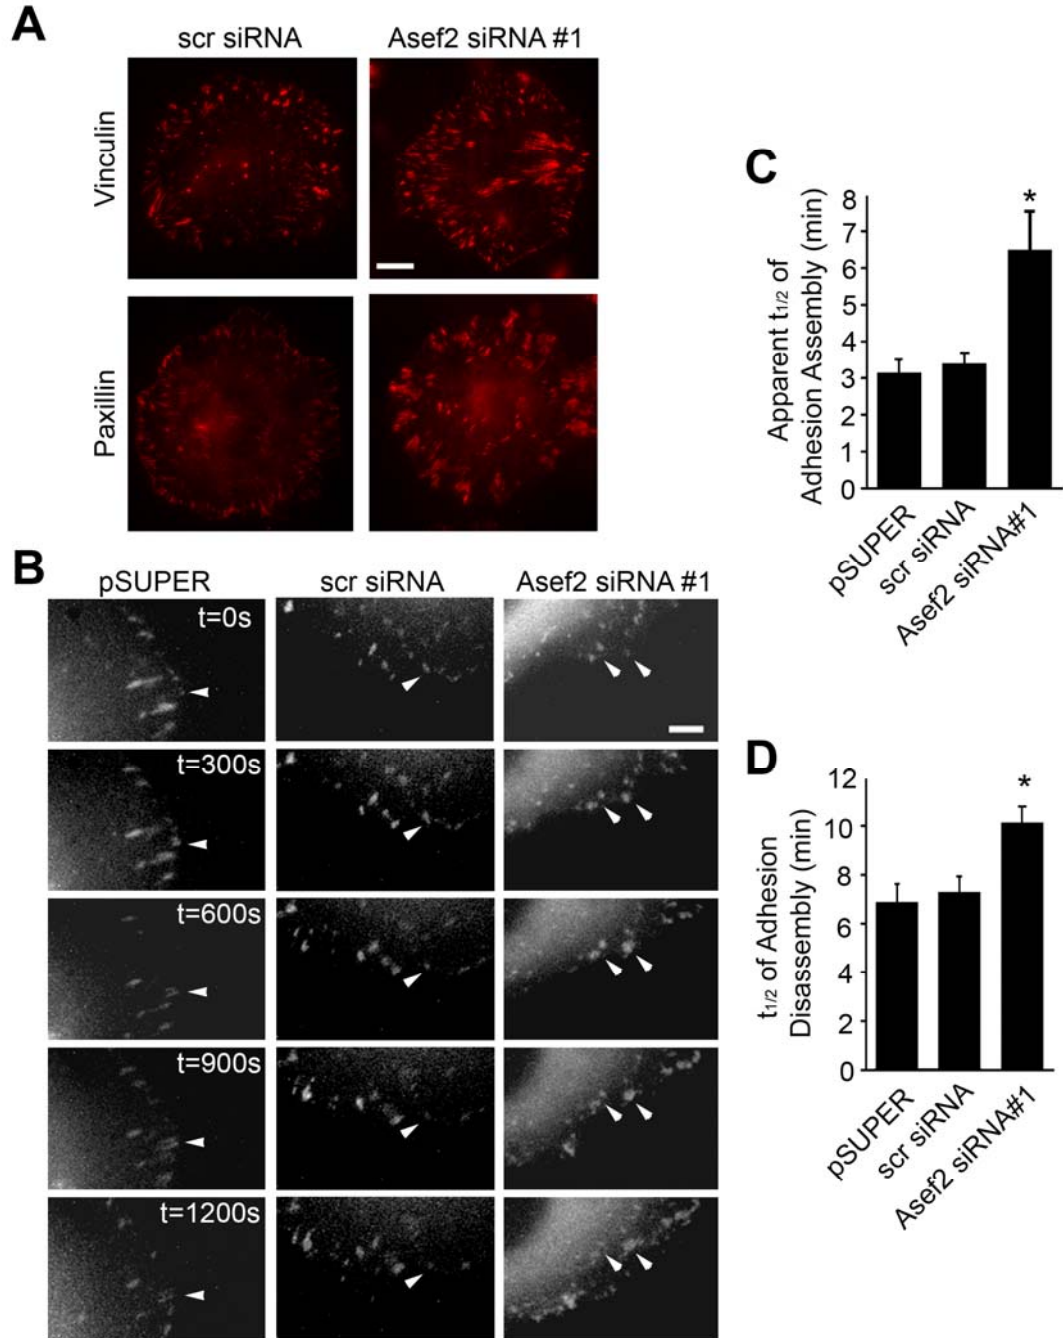 A
scr siRNA Asef2 siRNA #1
Vinculin
Paxillin
B
pSUPER scr siRNA Asef2 siRNA #1
t=0s
t=300s
t=600s
t=900s
t=1200s
C
Apparent t1/2 of
Adhesion Assembly (min)
8
7
6
5
4
3
2
1
0
*
pSUPER
scr siRNA
Asef2 siRNA#1
D
t1/2 of Adhesion
Disassembly (min)
12
10
8
6
4
2
0
*
pSUPER
scr siRNA
Asef2 siRNA#1